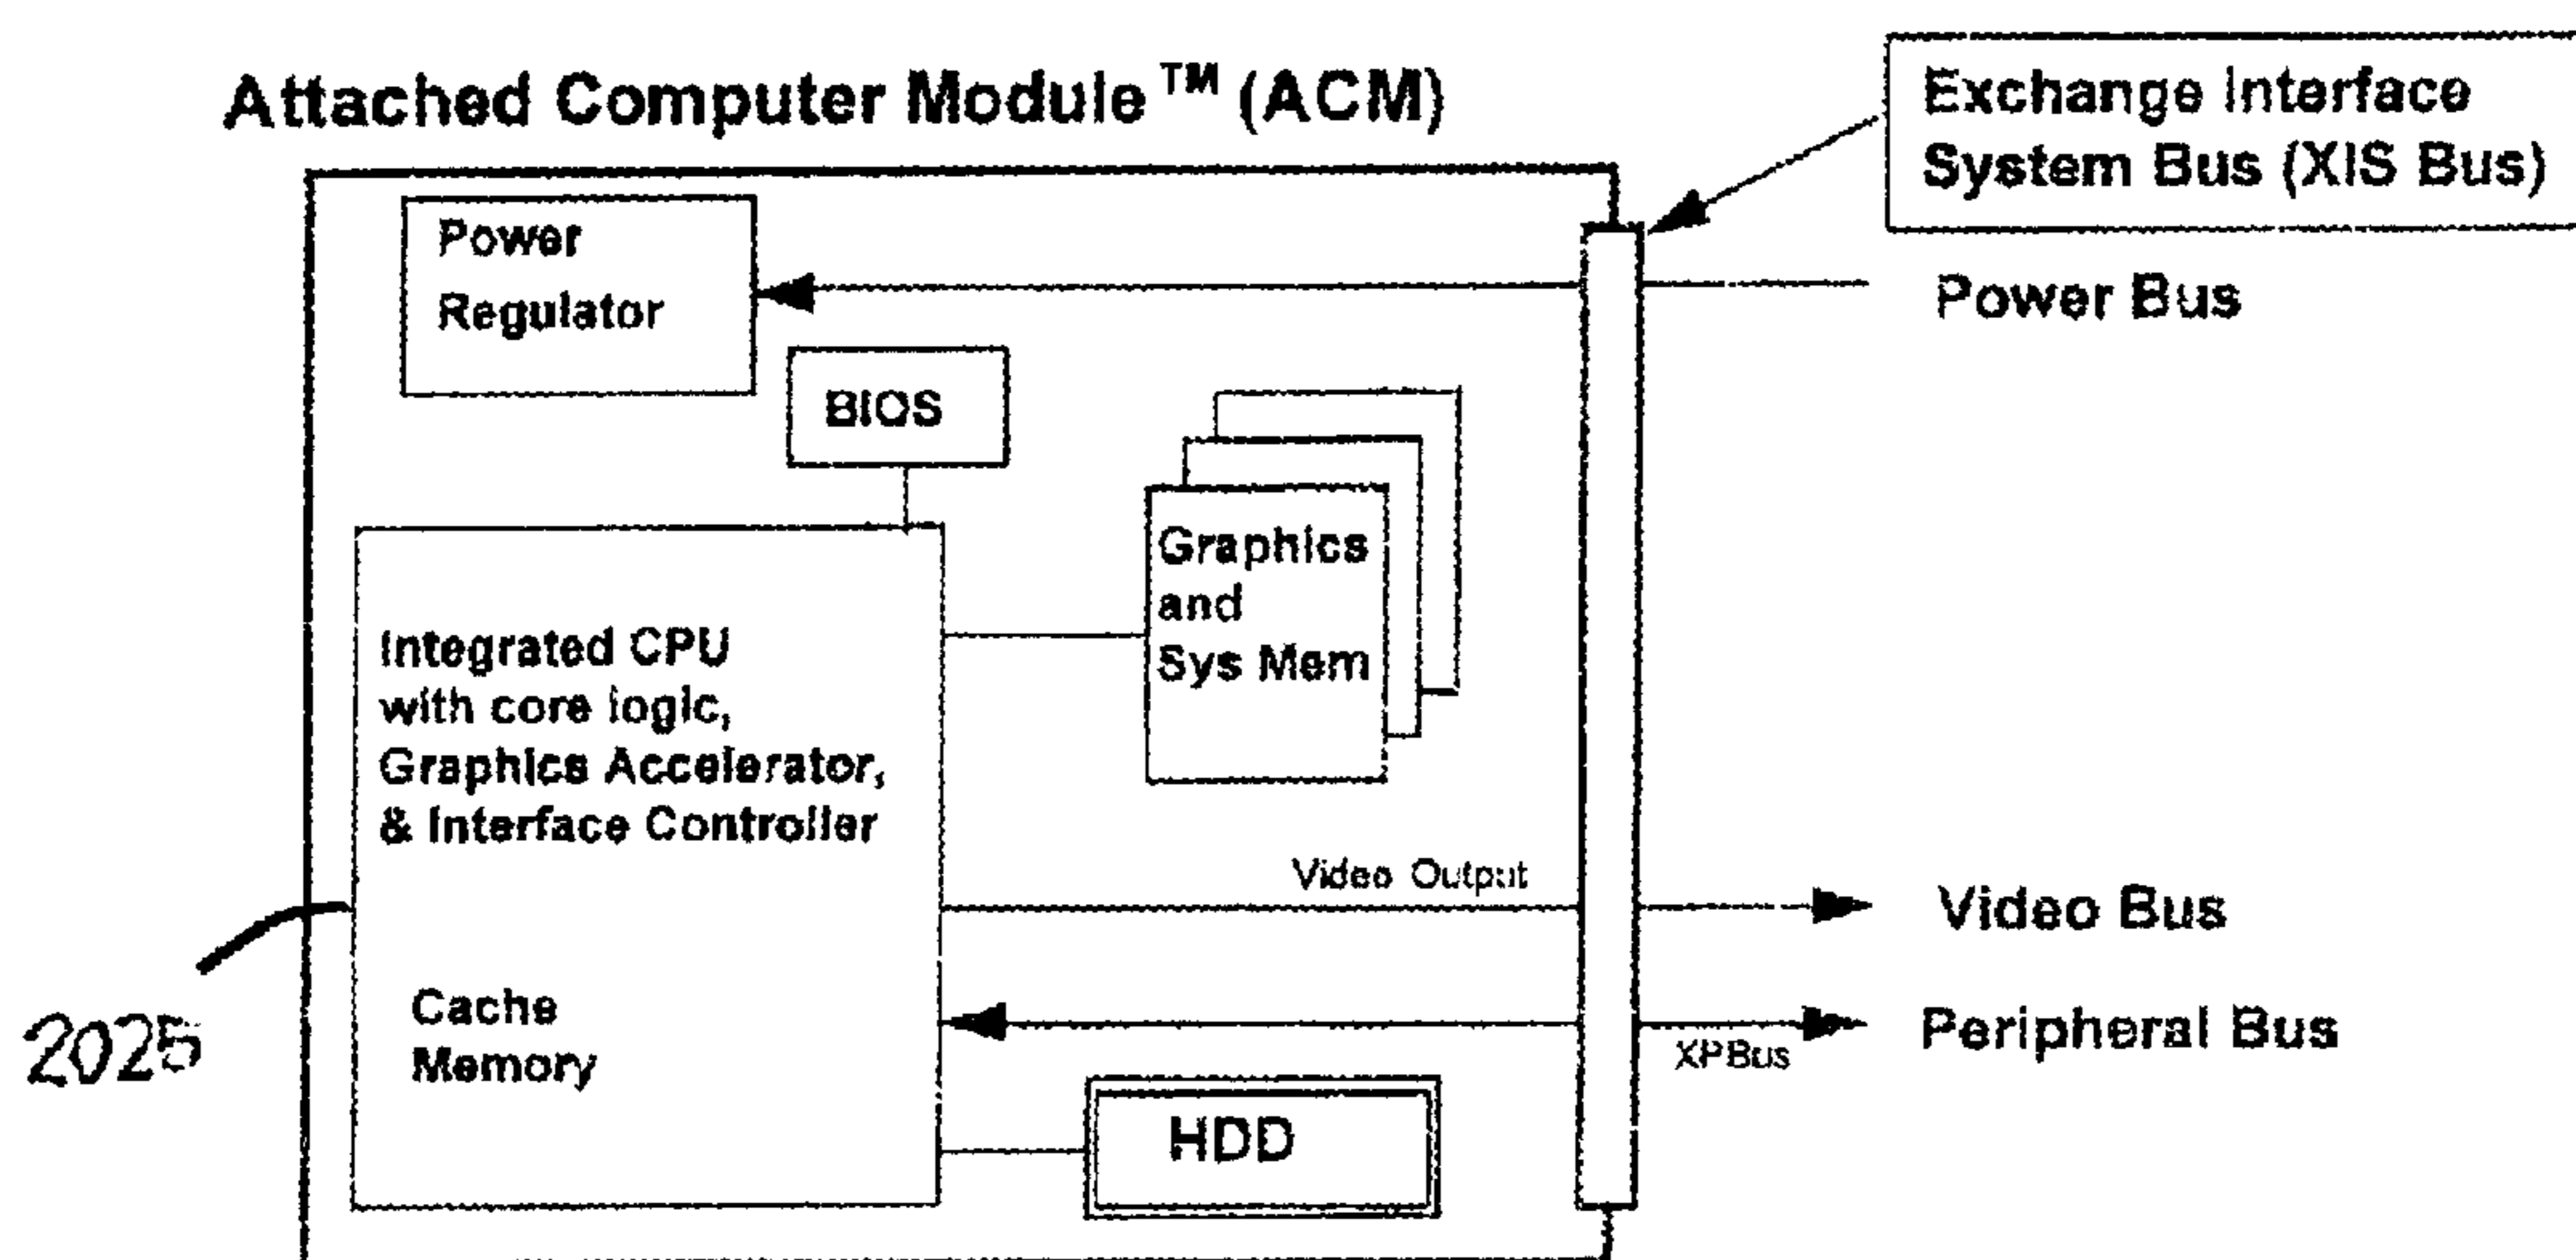 Attached Computer Module™ (ACM)
Exchange Interface
System Bus (XIS Bus)
Power
Regulator
Power Bus
BIOS
Graphics
and
Sys Mem
Integrated CPU
with core logic,
Graphics Accelerator,
& Interface Controller
Video Output
Video Bus
Cache
Memory
XPBus
Peripheral Bus
2025
HDD